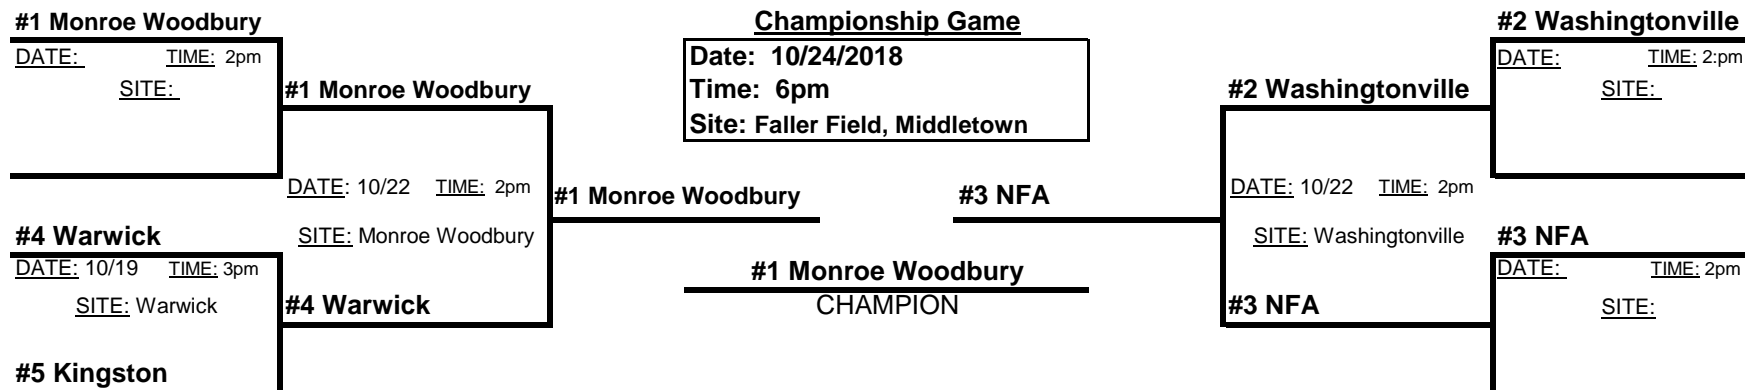 #1 Monroe Woodbury
Championship Game
#2 Washingtonville
DATE: TIME: 2pm
Date: 10/24/2018
DATE: TIME: 2:pm
SITE:
#1 Monroe Woodbury
Time: 6pm
#2 Washingtonville
SITE:
Site: Faller Field, Middletown
DATE: 10/22 TIME: 2pm
#1 Monroe Woodbury
#3 NFA
DATE: 10/22 TIME: 2pm
#4 Warwick
SITE: Monroe Woodbury
SITE: Washingtonville
#3 NFA
DATE: 10/19 TIME: 3pm
#1 Monroe Woodbury
DATE: TIME: 2pm
SITE: Warwick
#4 Warwick
CHAMPION
#3 NFA
SITE:
#5 Kingston